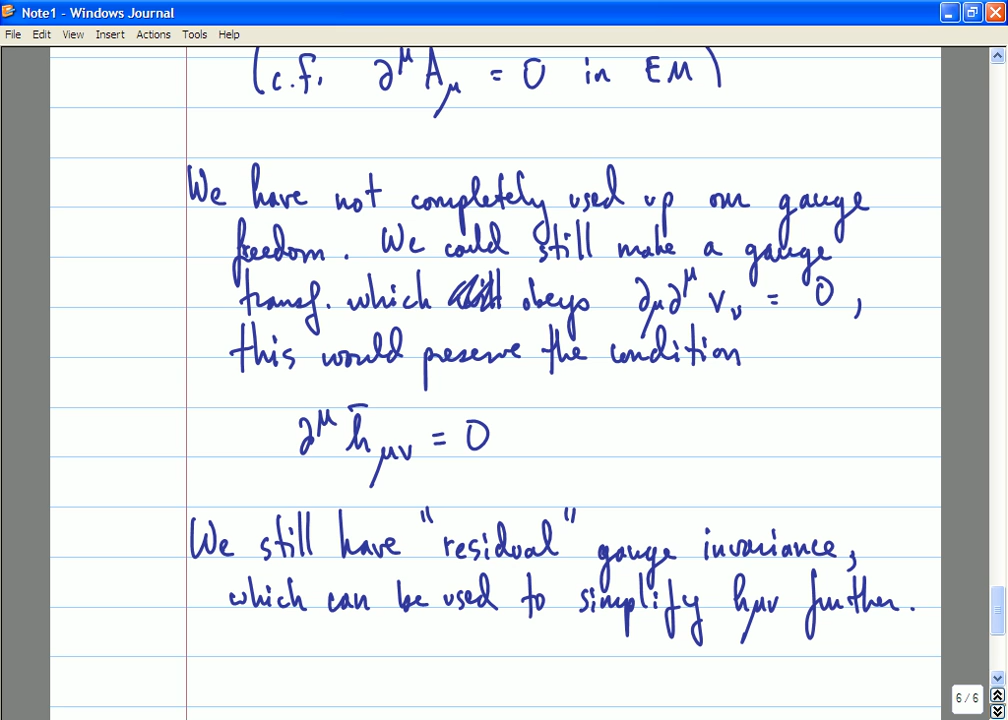 Note1 - Windows Journal
File Edit View Insert Actions Tools Help
(c.f. ∂^μ A_μ = 0 in EM)
We have not completely used up our gauge
freedom. We could still make a gauge
transf. which obeys ∂_μ∂^μ v_ν = 0,
this would preserve the condition
∂^μ h̄_μν = 0
We still have "residual" gauge invariance,
which can be used to simplify h_μν further.
6/6